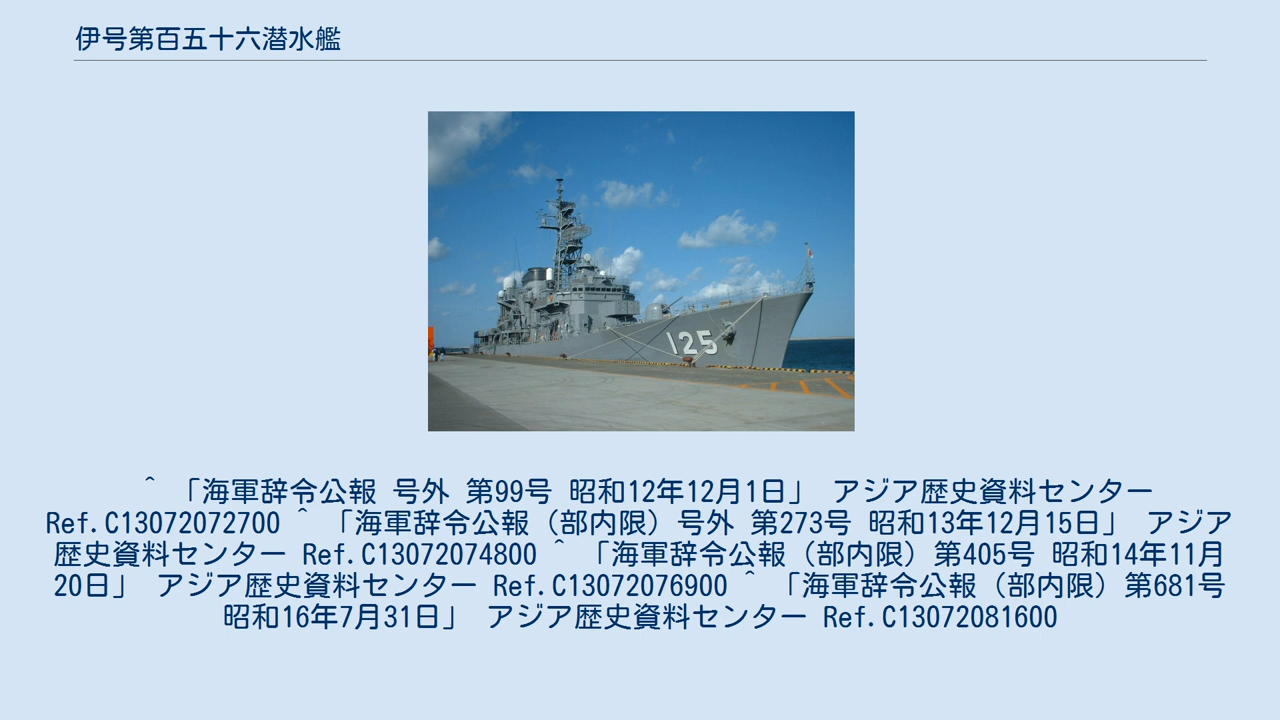 伊号第百五十六潜水艦
125
^ 「海軍辞令公報 号外 第99号 昭和12年12月1日」 アジア歴史資料センター
Ref.C13072072700 ^ 「海軍辞令公報（部内限）号外 第273号 昭和13年12月15日」 アジア
歴史資料センター Ref.C13072074800 ^ 「海軍辞令公報（部内限）第405号 昭和14年11月
20日」 アジア歴史資料センター Ref.C13072076900 ^ 「海軍辞令公報（部内限）第681号
昭和16年7月31日」 アジア歴史資料センター Ref.C13072081600